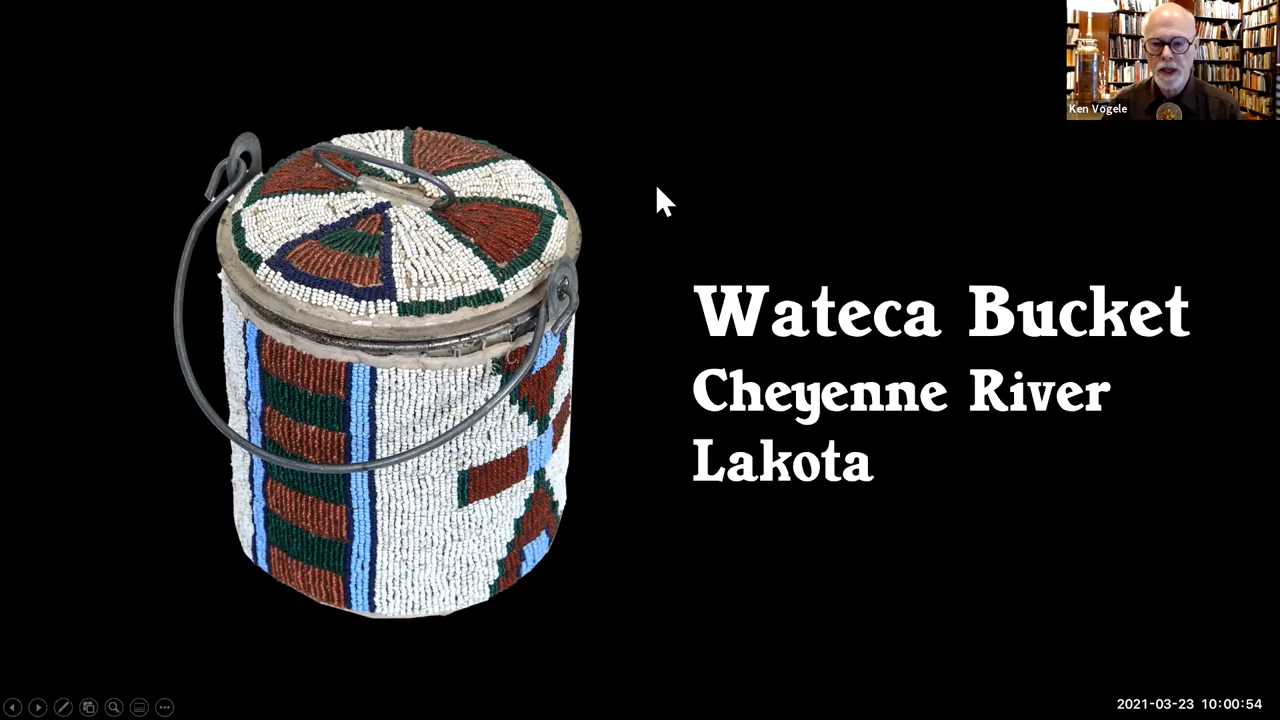 Ken Vogele
Wateca Bucket
Cheyenne River
Lakota
2021-03-23 10:00:54